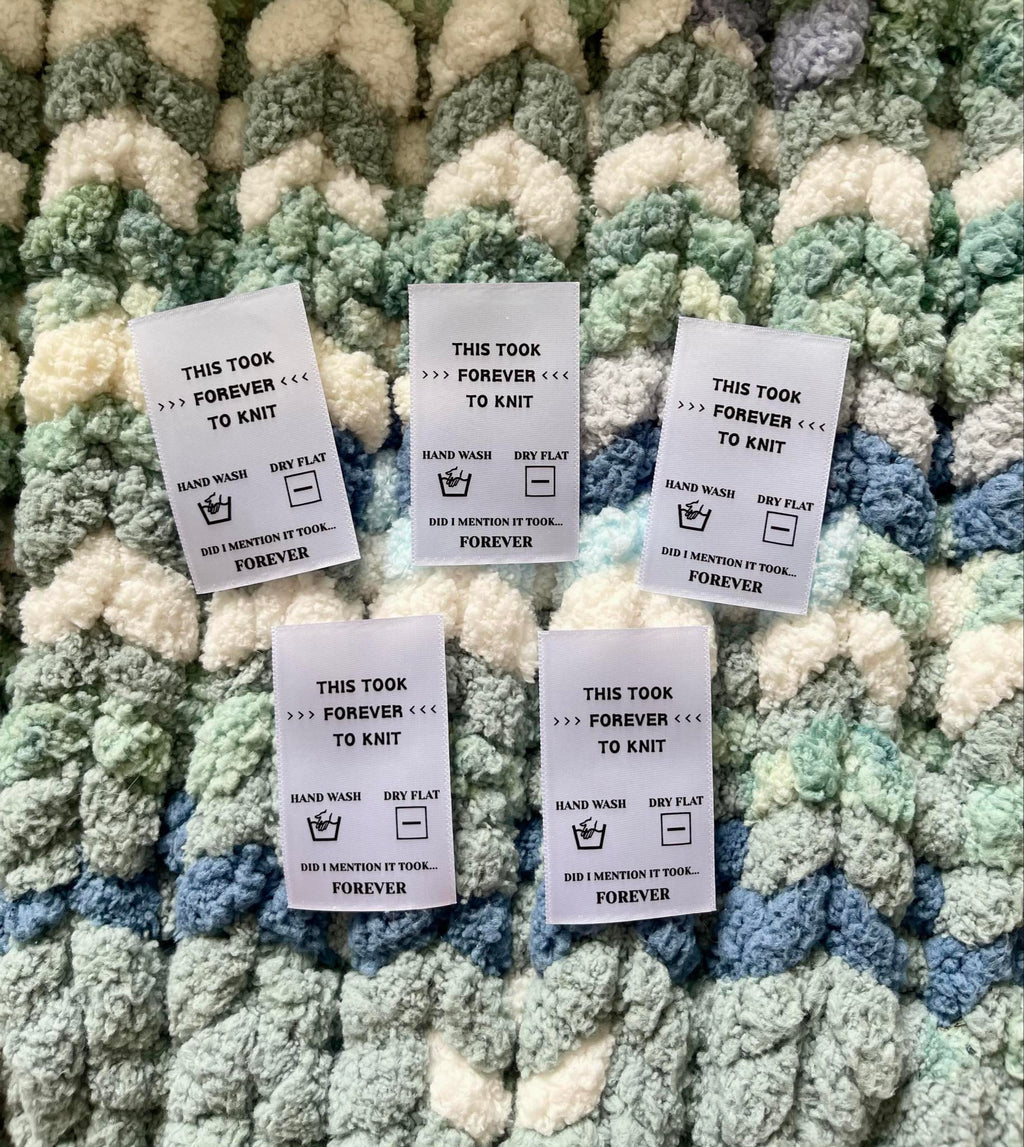 THIS TOOK
>>> FOREVER <<<
TO KNIT
HAND WASH DRY FLAT
DID I MENTION IT TOOK...
FOREVER
THIS TOOK
>>> FOREVER <<<
TO KNIT
HAND WASH DRY FLAT
DID I MENTION IT TOOK...
FOREVER
THIS TOOK
>>> FOREVER <<<
TO KNIT
HAND WASH DRY FLAT
DID I MENTION IT TOOK...
FOREVER
THIS TOOK
>>> FOREVER <<<
TO KNIT
HAND WASH DRY FLAT
DID I MENTION IT TOOK...
FOREVER
THIS TOOK
>>> FOREVER <<<
TO KNIT
HAND WASH DRY FLAT
DID I MENTION IT TOOK...
FOREVER